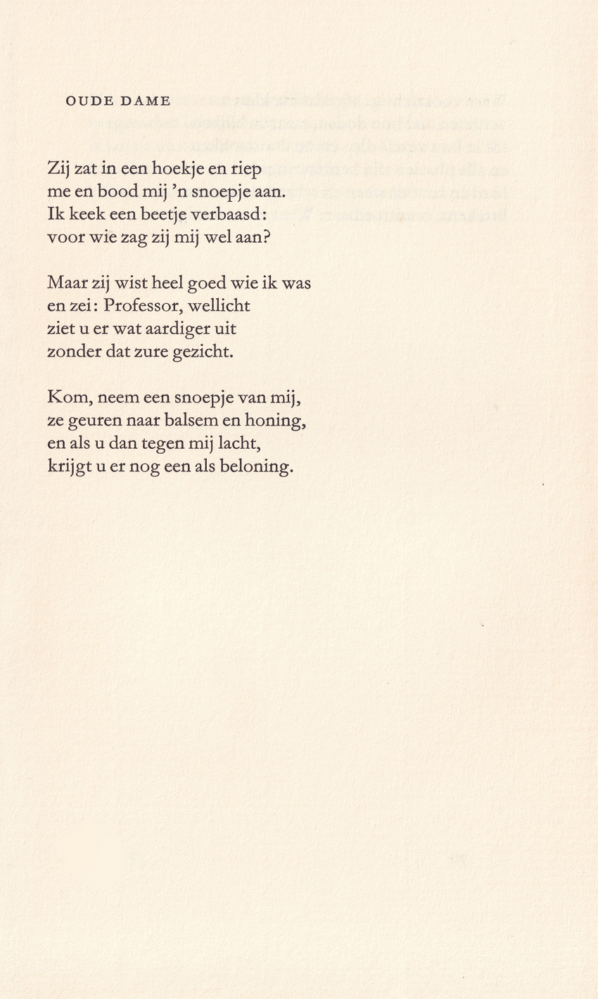 OUDE DAME
Zij zat in een hoekje en riep
me en bood mij ’n snoepje aan.
Ik keek een beetje verbaasd:
voor wie zag zij mij wel aan?
Maar zij wist heel goed wie ik was
en zei: Professor, wellicht
ziet u er wat aardiger uit
zonder dat zure gezicht.
Kom, neem een snoepje van mij,
ze geuren naar balsem en honing,
en als u dan tegen mij lacht,
krijgt u er nog een als beloning.